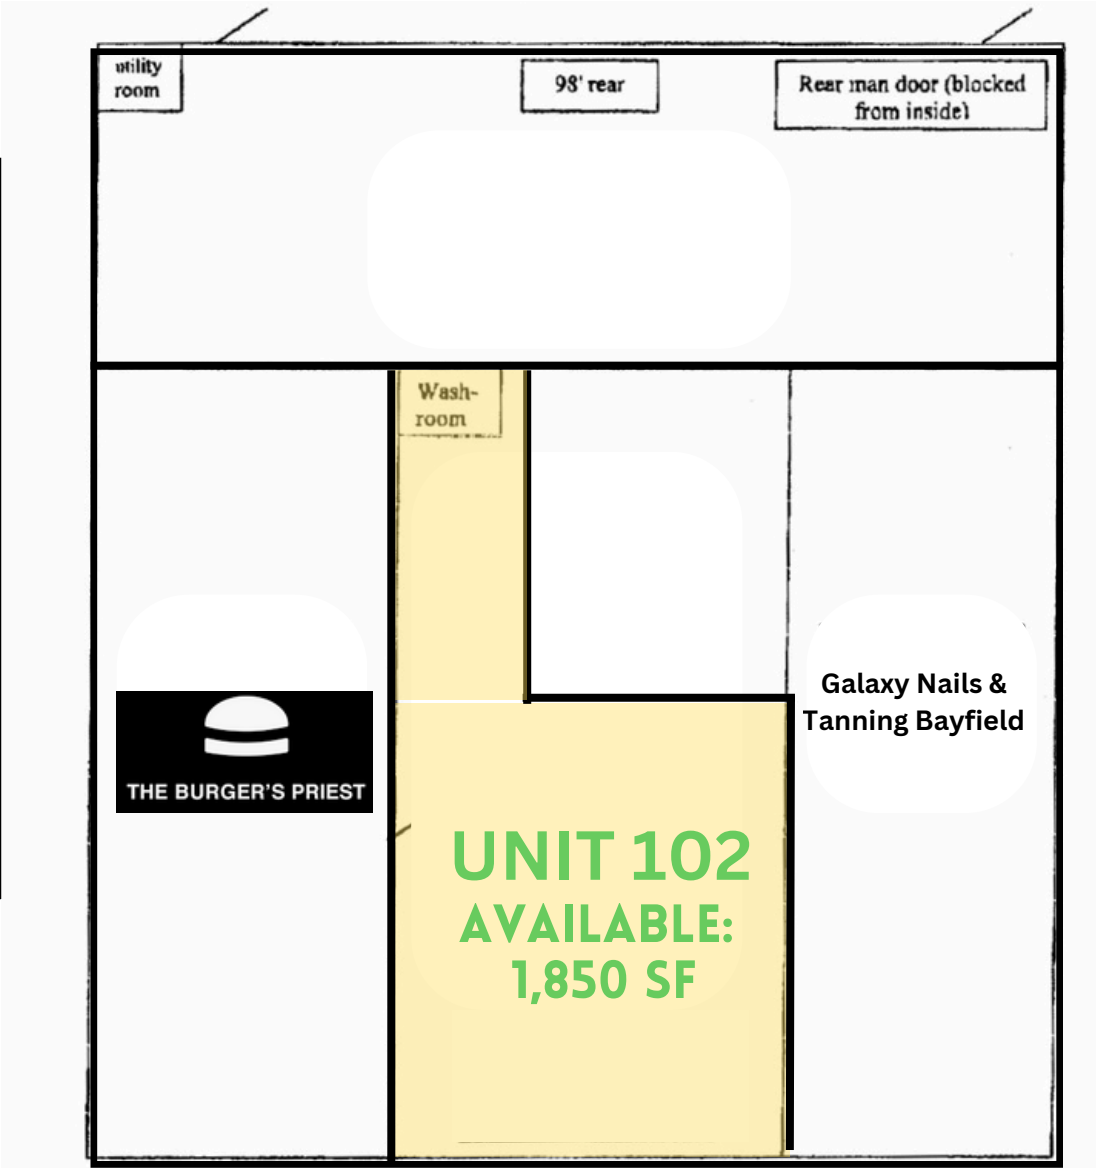 utility
room
98' rear
Rear man door (blocked
from inside)
Wash-
room
THE BURGER'S PRIEST
Galaxy Nails &
Tanning Bayfield
UNIT 102
AVAILABLE:
1,850 SF